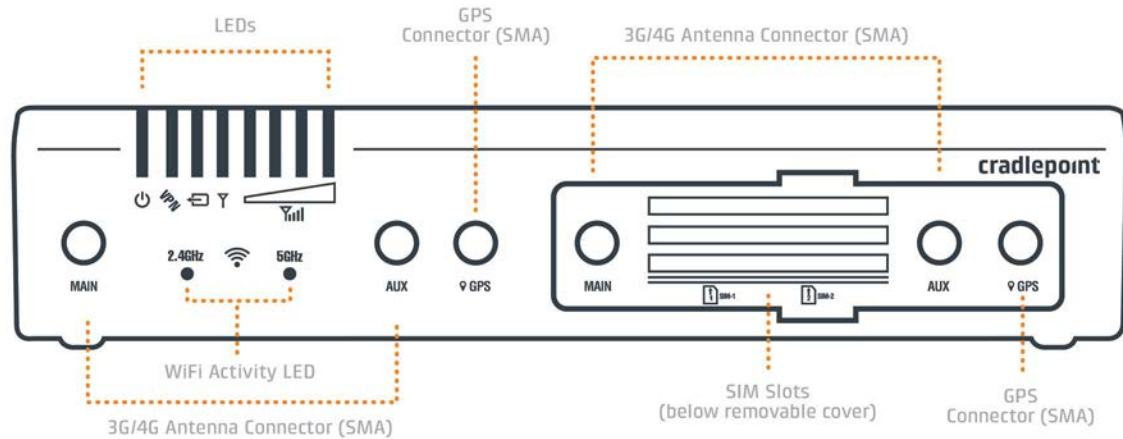 LEDs
GPS
Connector (SMA)
3G/4G Antenna Connector (SMA)
cradlepoint
VPN
2.4GHz
5GHz
MAIN
AUX
GPS
MAIN
SIM-1
SIM-2
AUX
GPS
WiFi Activity LED
3G/4G Antenna Connector (SMA)
SIM Slots
(below removable cover)
GPS
Connector (SMA)